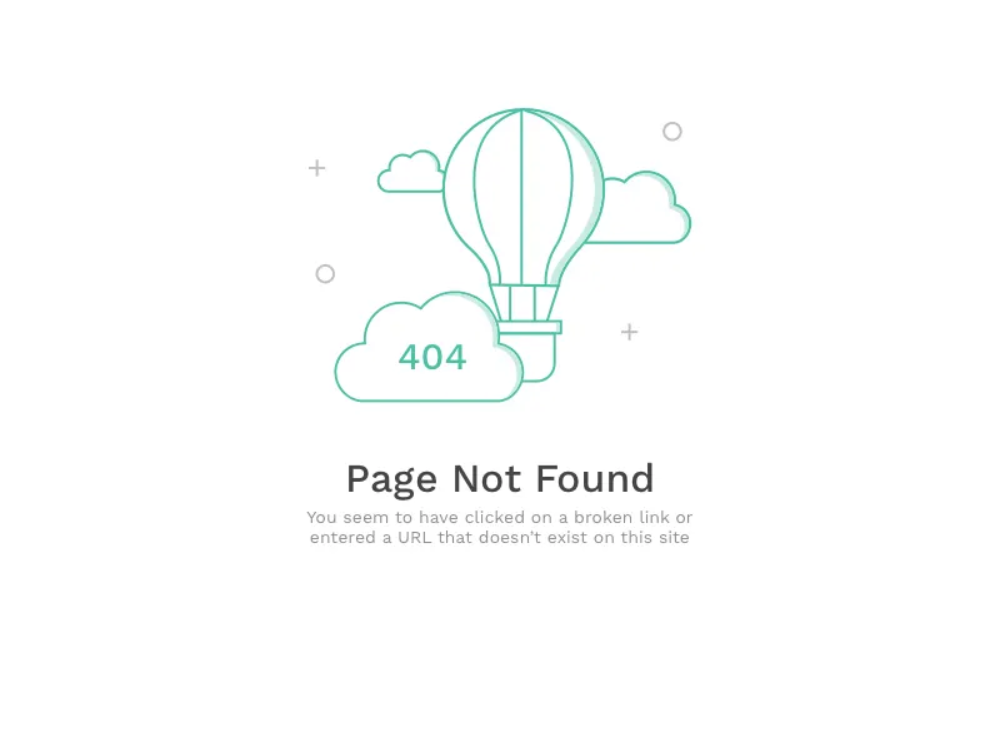 404
Page Not Found
You seem to have clicked on a broken link or
entered a URL that doesn't exist on this site